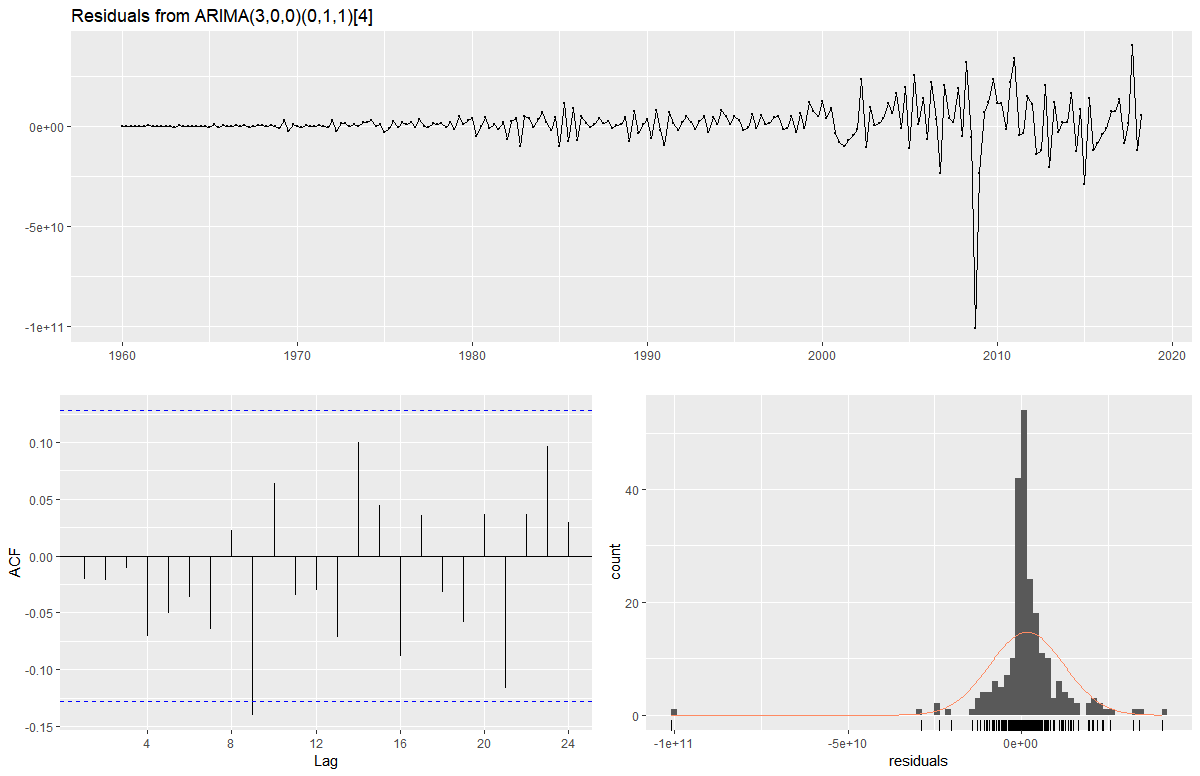 Residuals from ARIMA(3,0,0)(0,1,1)[4]
0e+00
-5e+10
-1e+11
1960 1970 1980 1990 2000 2010 2020
ACF
0.10
0.05
0.00
-0.05
-0.10
-0.15
4 8 12 16 20 24
Lag
count
40
20
0
-1e+11 -5e+10 0e+00
residuals